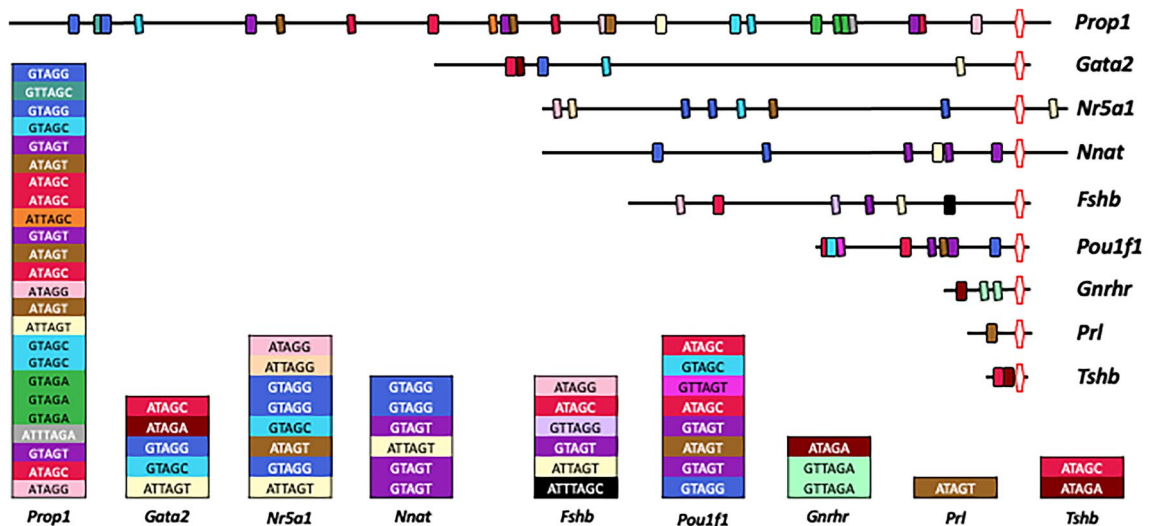 Prop1
Gata2
Nr5a1
Nnat
Fshb
Pou1f1
Gnrhr
Prl
Tshb
GTAGG
GTTAGC
GTAGG
GTAGC
GTAGT
ATAGT
ATAGC
ATAGC
ATTAGC
GTAGT
ATAGT
ATAGC
ATAGG
ATAGT
ATTAGT
GTAGC
GTAGC
GTAGA
GTAGA
GTAGA
ATTTAGA
GTAGT
ATAGC
ATAGG
Prop1
ATAGC
ATAGA
GTAGG
GTAGC
ATTAGT
Gata2
ATAGG
ATTAGG
GTAGG
GTAGG
GTAGC
ATAGT
GTAGG
ATTAGT
Nr5a1
GTAGG
GTAGG
GTAGT
ATTAGT
GTAGT
GTAGT
Nnat
ATAGG
ATAGC
GTTAGG
GTAGT
ATTAGT
ATTTAGC
Fshb
ATAGC
GTAGC
GTTAGT
ATAGC
GTAGT
ATAGT
GTAGT
GTAGG
Pou1f1
ATAGA
GTTAGA
GTTAGA
Gnrhr
ATAGT
Prl
ATAGC
ATAGA
Tshb